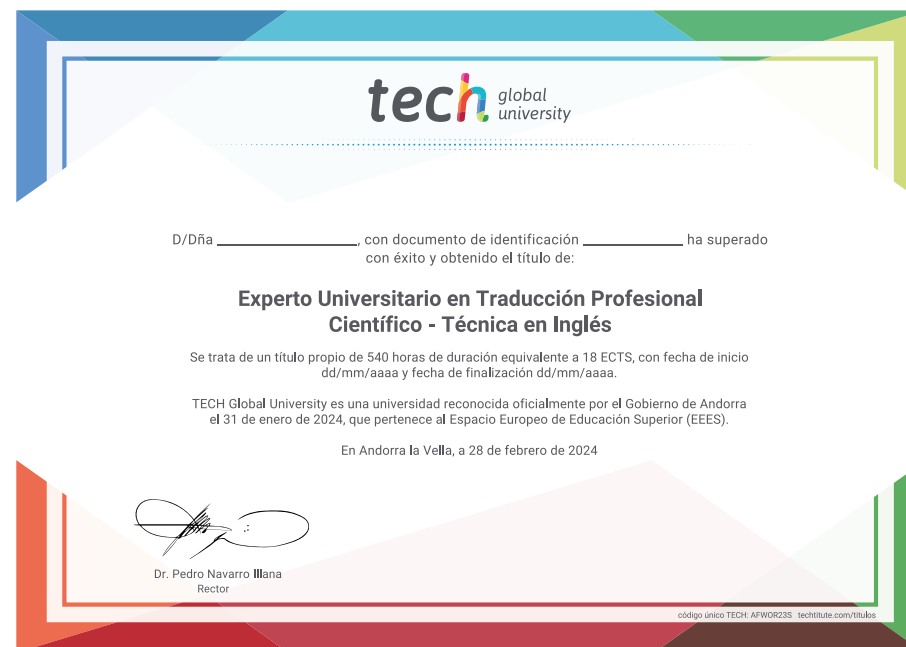 tech global university
D/Dña ____________________, con documento de identificación ______________ ha superado
con éxito y obtenido el título de:
Experto Universitario en Traducción Profesional
Científico - Técnica en Inglés
Se trata de un título propio de 540 horas de duración equivalente a 18 ECTS, con fecha de inicio
dd/mm/aaaa y fecha de finalización dd/mm/aaaa.
TECH Global University es una universidad reconocida oficialmente por el Gobierno de Andorra
el 31 de enero de 2024, que pertenece al Espacio Europeo de Educación Superior (EEES).
En Andorra la Vella, a 28 de febrero de 2024
Dr. Pedro Navarro Illana
Rector
código único TECH: AFWOR23S techtitute.com/titulos